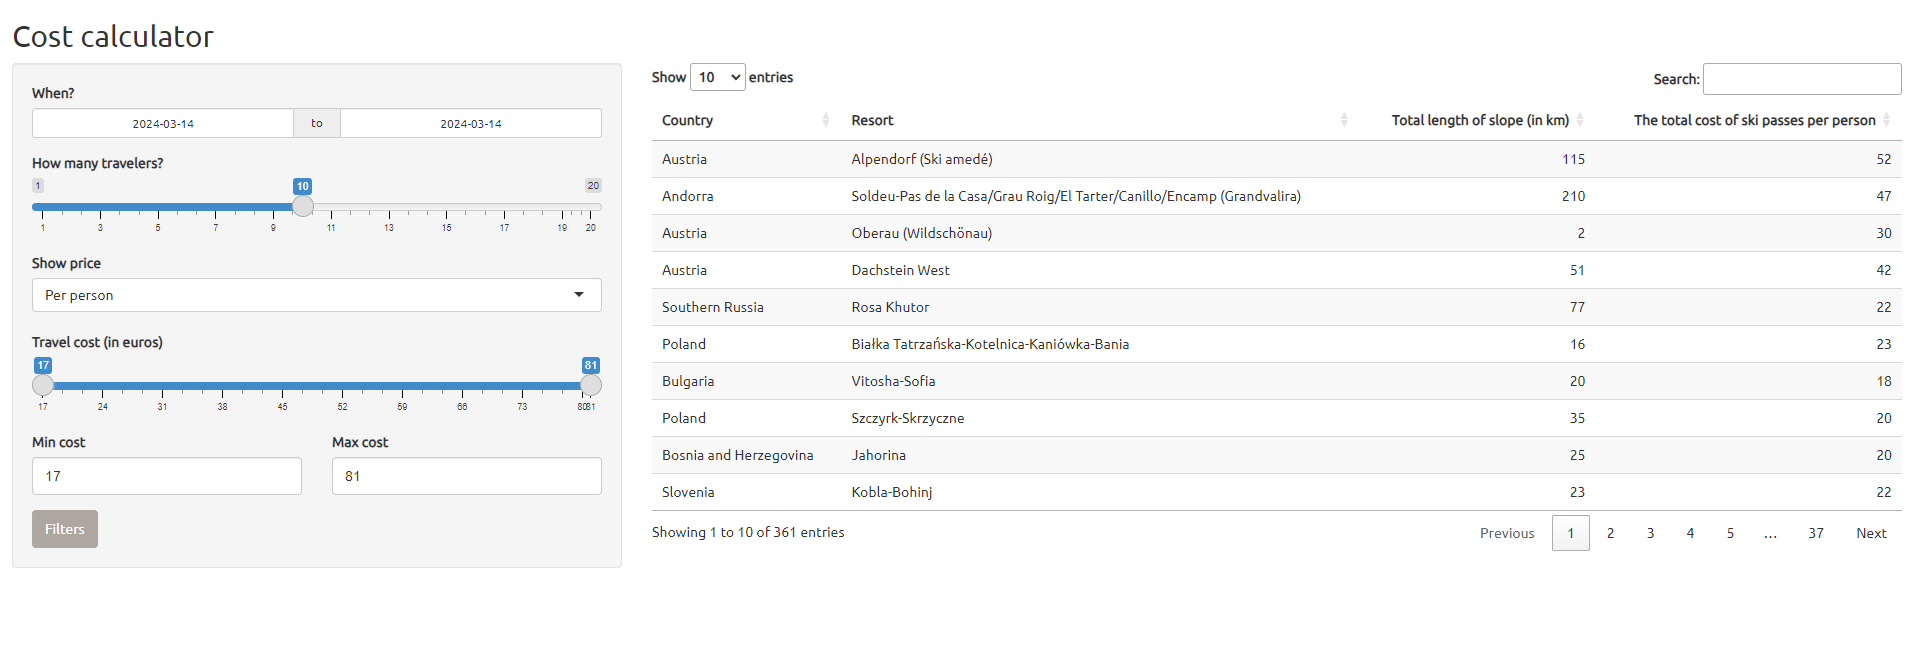 Cost calculator
When?
2024-03-14 to 2024-03-14
How many travelers?
1 10 20
1 3 5 7 9 11 13 15 17 19 20
Show price
Per person
Travel cost (in euros)
17 81
17 24 31 38 45 52 59 66 73 80 81
Min cost Max cost
17 81
Filters
Show 10 entries Search:
Country Resort Total length of slope (in km) The total cost of ski passes per person
Austria Alpendorf (Ski amedé) 115 52
Andorra Soldeu-Pas de la Casa/Grau Roig/El Tarter/Canillo/Encamp (Grandvalira) 210 47
Austria Oberau (Wildschönau) 2 30
Austria Dachstein West 51 42
Southern Russia Rosa Khutor 77 22
Poland Białka Tatrzańska-Kotelnica-Kaniówka-Bania 16 23
Bulgaria Vitosha-Sofia 20 18
Poland Szczyrk-Skrzyczne 35 20
Bosnia and Herzegovina Jahorina 25 20
Slovenia Kobla-Bohinj 23 22
Showing 1 to 10 of 361 entries Previous 1 2 3 4 5 … 37 Next